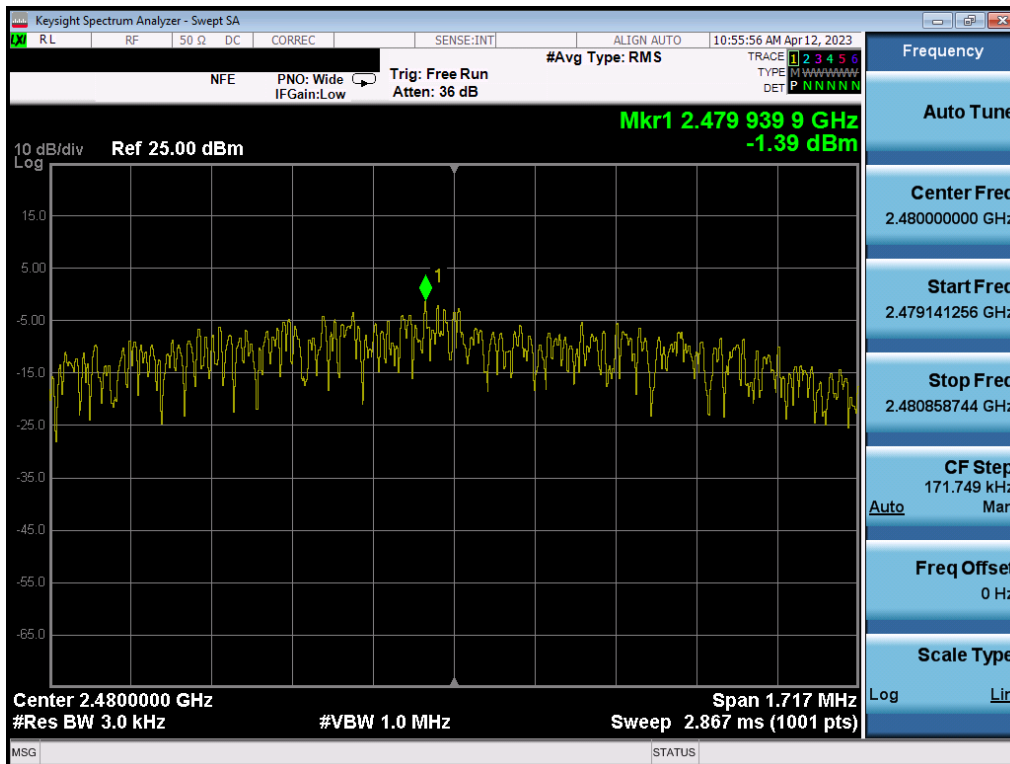 Keysight Spectrum Analyzer - Swept SA
LXI RL RF 50 Ω DC CORREC SENSE:INT ALIGN AUTO 10:55:56 AM Apr 12, 2023
#Avg Type: RMS TRACE 1 2 3 4 5 6
NFE PNO: Wide Trig: Free Run TYPE M W W W W W
IFGain:Low Atten: 36 dB DET P N N N N N
Mkr1 2.479 939 9 GHz
10 dB/div Ref 25.00 dBm -1.39 dBm
Log
15.0
5.00
1
-5.00
-15.0
-25.0
-35.0
-45.0
-55.0
-65.0
Center 2.4800000 GHz Span 1.717 MHz
#Res BW 3.0 kHz #VBW 1.0 MHz Sweep 2.867 ms (1001 pts)
MSG STATUS
Frequency
Auto Tune
Center Freq
2.480000000 GHz
Start Freq
2.479141256 GHz
Stop Freq
2.480858744 GHz
CF Step
171.749 kHz
Auto Man
Freq Offset
0 Hz
Scale Type
Log Lin